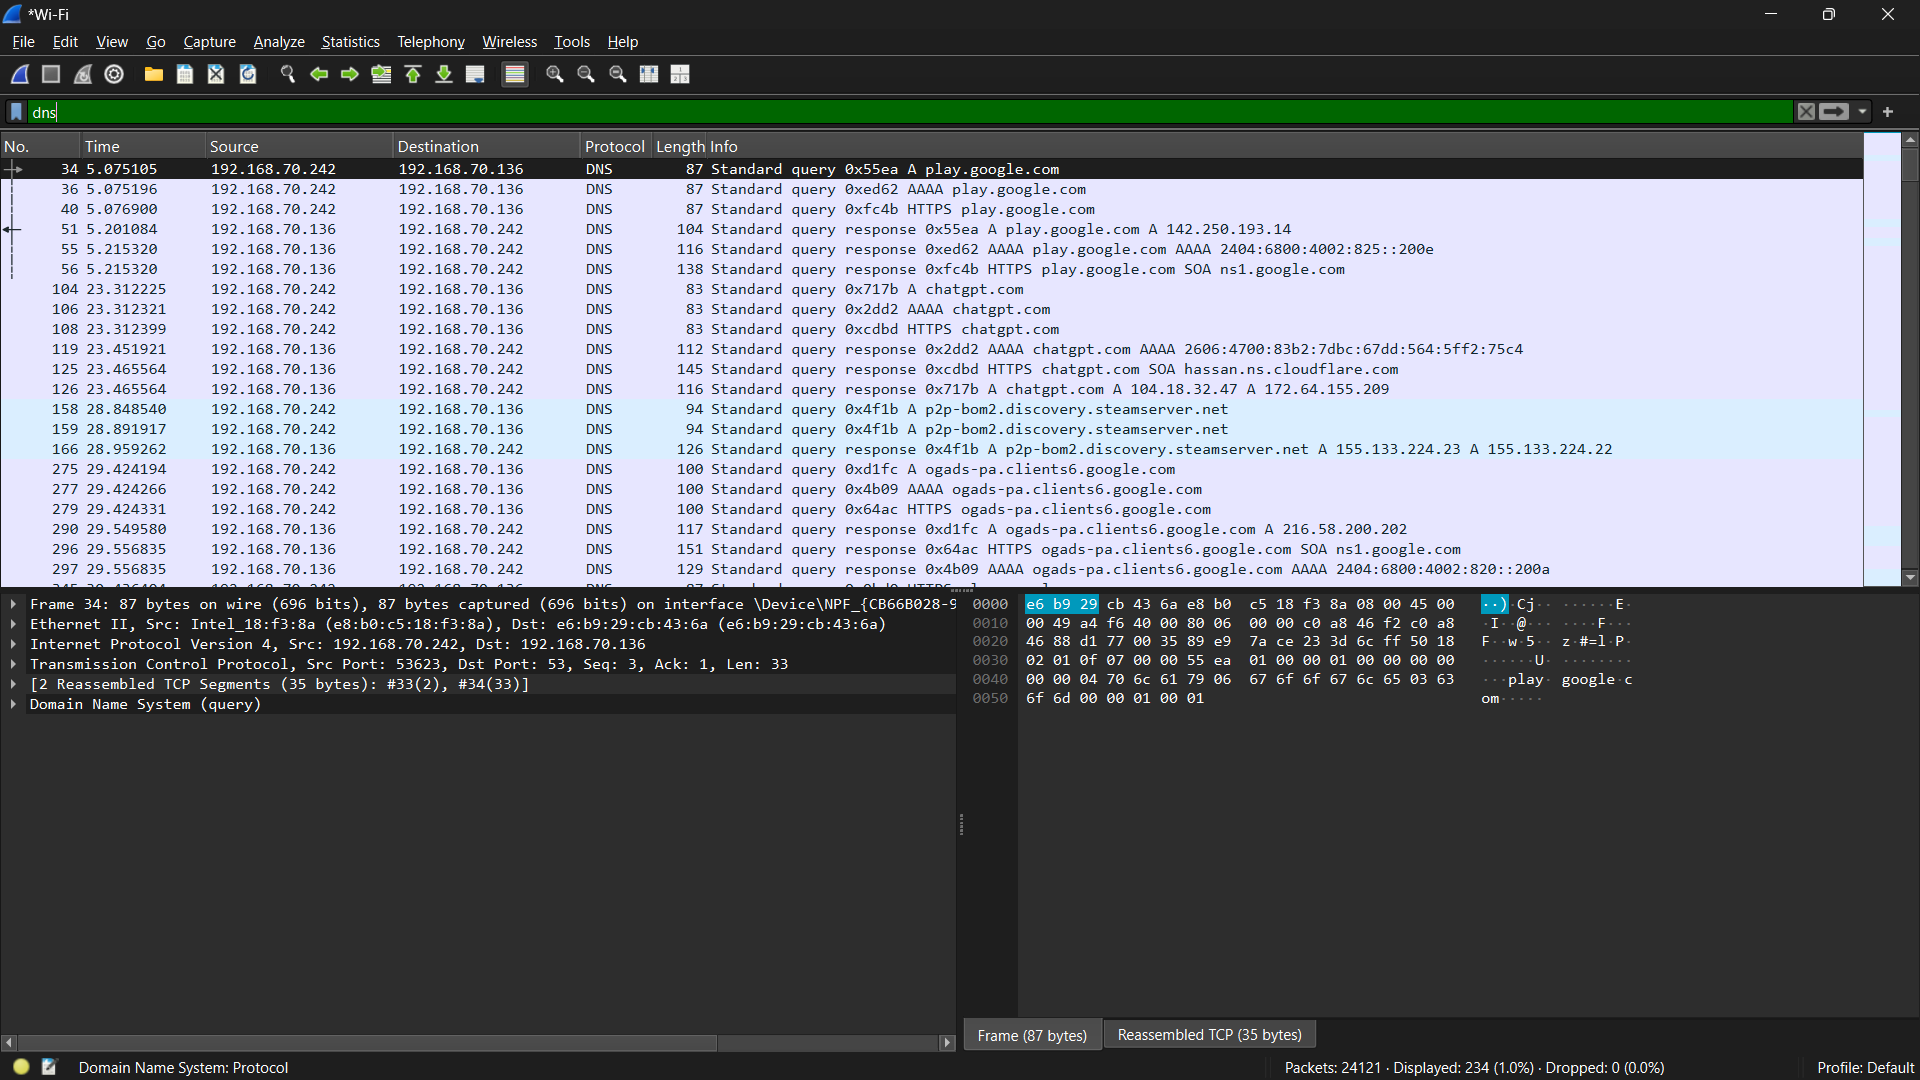 *Wi-Fi
File Edit View Go Capture Analyze Statistics Telephony Wireless Tools Help
dns
No. Time Source Destination Protocol Length Info
34 5.075105 192.168.70.242 192.168.70.136 DNS 87 Standard query 0x55ea A play.google.com
36 5.075196 192.168.70.242 192.168.70.136 DNS 87 Standard query 0xed62 AAAA play.google.com
40 5.076900 192.168.70.242 192.168.70.136 DNS 87 Standard query 0xfc4b HTTPS play.google.com
51 5.201084 192.168.70.136 192.168.70.242 DNS 104 Standard query response 0x55ea A play.google.com A 142.250.193.14
55 5.215320 192.168.70.136 192.168.70.242 DNS 116 Standard query response 0xed62 AAAA play.google.com AAAA 2404:6800:4002:825::200e
56 5.215320 192.168.70.136 192.168.70.242 DNS 138 Standard query response 0xfc4b HTTPS play.google.com SOA ns1.google.com
104 23.312225 192.168.70.242 192.168.70.136 DNS 83 Standard query 0x717b A chatgpt.com
106 23.312321 192.168.70.242 192.168.70.136 DNS 83 Standard query 0x2dd2 AAAA chatgpt.com
108 23.312399 192.168.70.242 192.168.70.136 DNS 83 Standard query 0xcdbd HTTPS chatgpt.com
119 23.451921 192.168.70.136 192.168.70.242 DNS 112 Standard query response 0x2dd2 AAAA chatgpt.com AAAA 2606:4700:83b2:7dbc:67dd:564:5ff2:75c4
125 23.465564 192.168.70.136 192.168.70.242 DNS 145 Standard query response 0xcdbd HTTPS chatgpt.com SOA hassan.ns.cloudflare.com
126 23.465564 192.168.70.136 192.168.70.242 DNS 116 Standard query response 0x717b A chatgpt.com A 104.18.32.47 A 172.64.155.209
158 28.848540 192.168.70.242 192.168.70.136 DNS 94 Standard query 0x4f1b A p2p-bom2.discovery.steamserver.net
159 28.891917 192.168.70.242 192.168.70.136 DNS 94 Standard query 0x4f1b A p2p-bom2.discovery.steamserver.net
166 28.959262 192.168.70.136 192.168.70.242 DNS 126 Standard query response 0x4f1b A p2p-bom2.discovery.steamserver.net A 155.133.224.23 A 155.133.224.22
275 29.424194 192.168.70.242 192.168.70.136 DNS 100 Standard query 0xd1fc A ogads-pa.clients6.google.com
277 29.424266 192.168.70.242 192.168.70.136 DNS 100 Standard query 0x4b09 AAAA ogads-pa.clients6.google.com
279 29.424331 192.168.70.242 192.168.70.136 DNS 100 Standard query 0x64ac HTTPS ogads-pa.clients6.google.com
290 29.549580 192.168.70.136 192.168.70.242 DNS 117 Standard query response 0xd1fc A ogads-pa.clients6.google.com A 216.58.200.202
296 29.556835 192.168.70.136 192.168.70.242 DNS 151 Standard query response 0x64ac HTTPS ogads-pa.clients6.google.com SOA ns1.google.com
297 29.556835 192.168.70.136 192.168.70.242 DNS 129 Standard query response 0x4b09 AAAA ogads-pa.clients6.google.com AAAA 2404:6800:4002:820::200a
Frame 34: 87 bytes on wire (696 bits), 87 bytes captured (696 bits) on interface \Device\NPF_{CB66B028-9
Ethernet II, Src: Intel_18:f3:8a (e8:b0:c5:18:f3:8a), Dst: e6:b9:29:cb:43:6a (e6:b9:29:cb:43:6a)
Internet Protocol Version 4, Src: 192.168.70.242, Dst: 192.168.70.136
Transmission Control Protocol, Src Port: 53623, Dst Port: 53, Seq: 3, Ack: 1, Len: 33
[2 Reassembled TCP Segments (35 bytes): #33(2), #34(33)]
Domain Name System (query)
0000 e6 b9 29 cb 43 6a e8 b0 c5 18 f3 8a 08 00 45 00 ··)·Cj·· ······E·
0010 00 49 a4 f6 40 00 80 06 00 00 c0 a8 46 f2 c0 a8 ·I··@··· ····F···
0020 46 88 d1 77 00 35 89 e9 7a ce 23 3d 6c ff 50 18 F··w·5·· z·#=l·P·
0030 02 01 0f 07 00 00 55 ea 01 00 00 01 00 00 00 00 ······U· ········
0040 00 00 04 70 6c 61 79 06 67 6f 6f 67 6c 65 03 63 ···play· google·c
0050 6f 6d 00 00 01 00 01 om·····
Frame (87 bytes) Reassembled TCP (35 bytes)
Domain Name System: Protocol
Packets: 24121 · Displayed: 234 (1.0%) · Dropped: 0 (0.0%)
Profile: Default